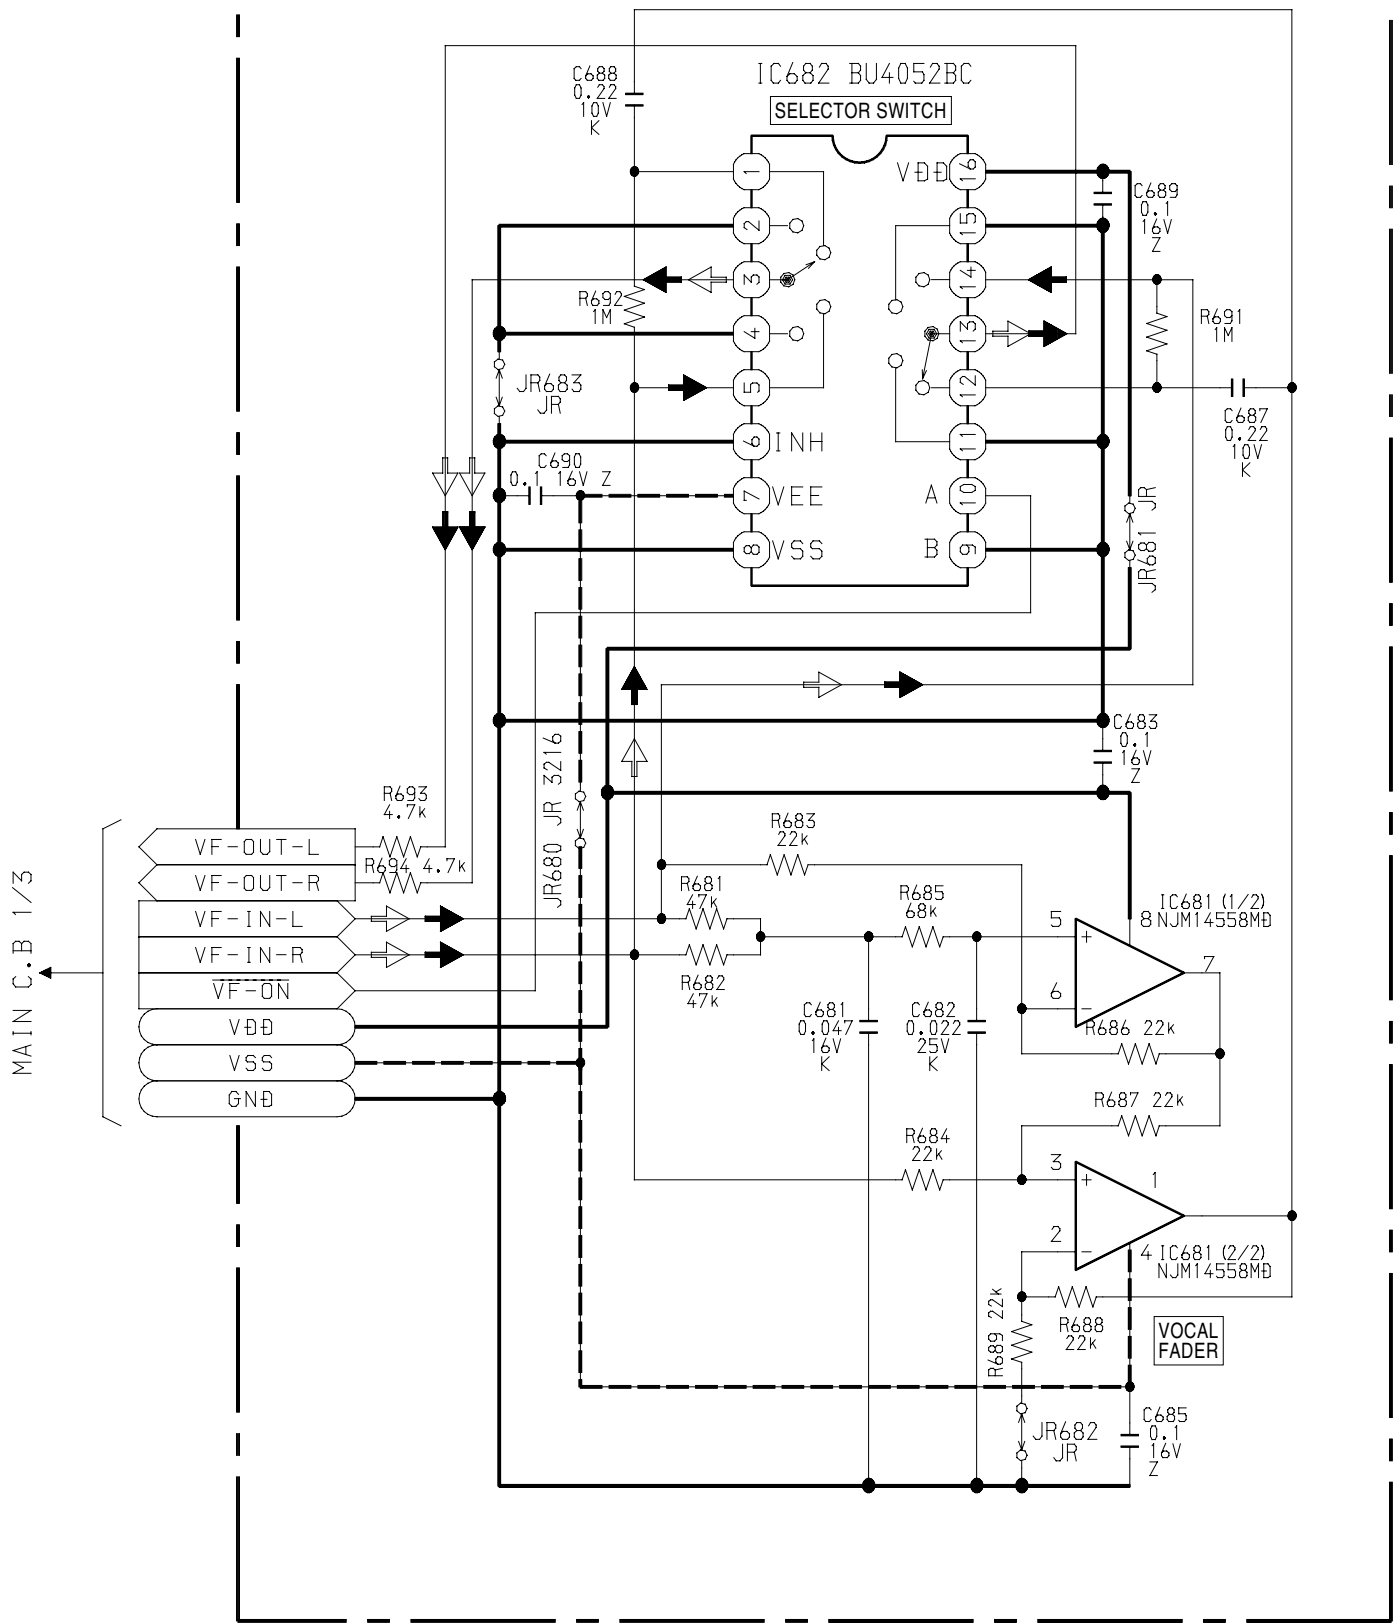 IC682 BU4052BC
SELECTOR SWITCH
C688
0.22
10V
K
1
2
3
4
5
6
7
8
INH
VEE
VSS
VDD
A
B
16
15
14
13
12
11
10
9
C689
0.1
16V
Z
R692
1M
R691
1M
JR683
JR
C687
0.22
10V
K
C690
0.1 16V Z
JR681 JR
C683
0.1
16V
Z
JR680 JR 3216
MAIN C.B 1/3
R693
4.7k
VF-OUT-L
R694 4.7k
VF-OUT-R
VF-IN-L
VF-IN-R
VF-ON
VDD
VSS
GND
R683
22k
R681
47k
R682
47k
R685
68k
C681
0.047
16V
K
C682
0.022
25V
K
5
+
6
-
8
7
IC681 (1/2)
NJM14558MD
R686 22k
R687 22k
R684
22k
3
+
2
-
1
4
IC681 (2/2)
NJM14558MD
R688
22k
R689 22k
VOCAL
FADER
JR682
JR
C685
0.1
16V
Z